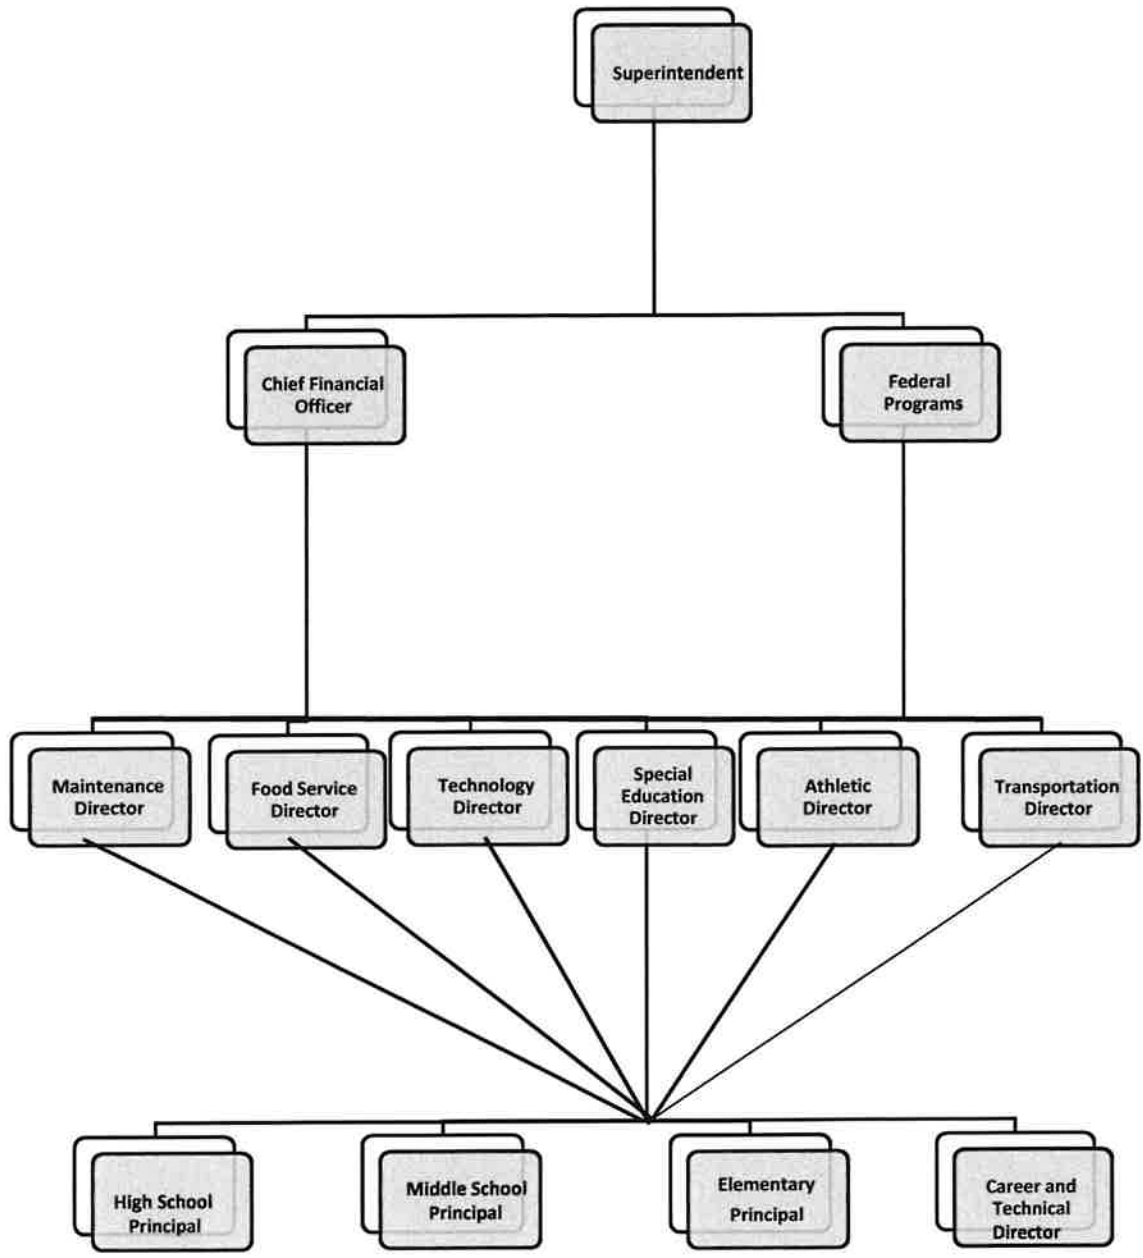 Superintendent
Chief Financial
Officer
Federal
Programs
Maintenance
Director
Food Service
Director
Technology
Director
Special
Education
Director
Athletic
Director
Transportation
Director
High School
Principal
Middle School
Principal
Elementary
Principal
Career and
Technical
Director